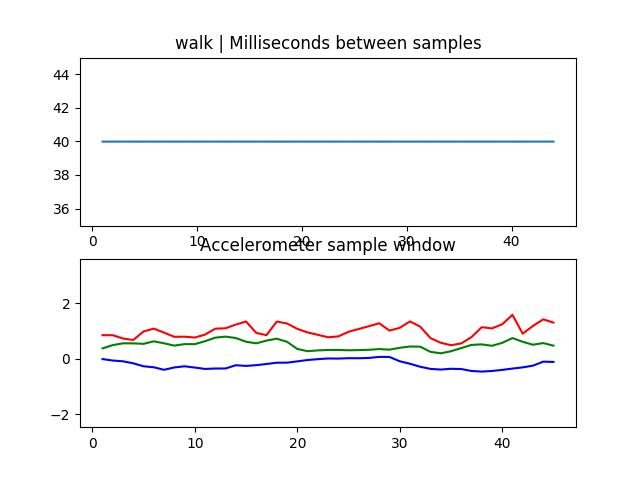 walk | Milliseconds between samples
44
42
40
38
36
0 10 20 30 40
Accelerometer sample window
2
0
−2
0 10 20 30 40